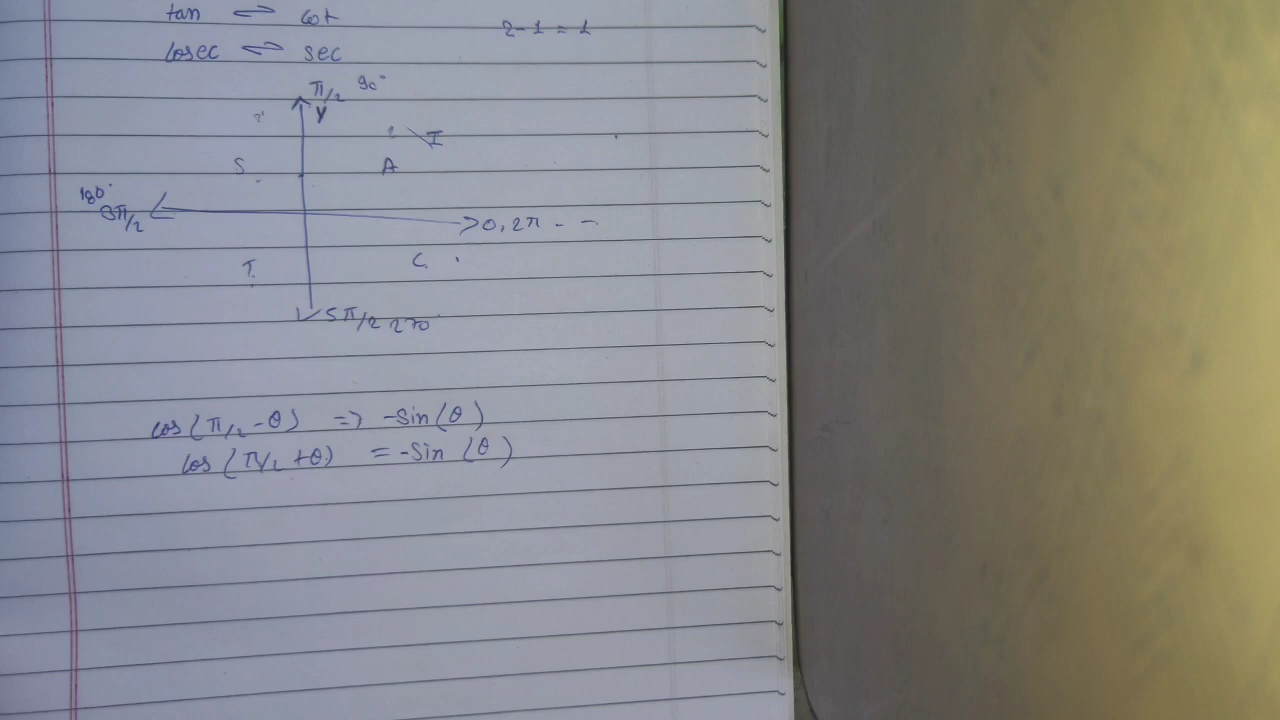 tan ⇌ cot
2-1 = 1
cosec ⇌ sec
π/2 90°
Y
I
S A
180°
3π/2
0, 2π - -
T. C.
5π/2 270
cos(π/2 -θ) => -Sin(θ)
cos(π/2 +θ) = -Sin (θ)